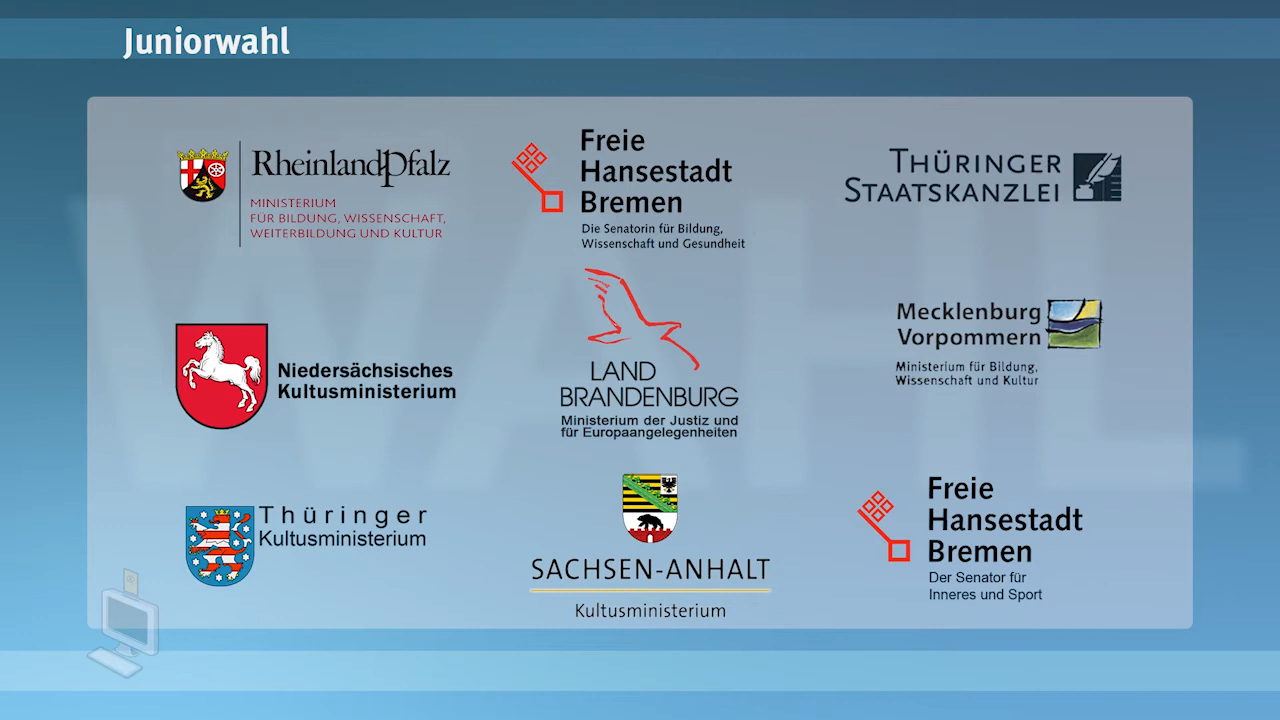 Juniorwahl
RheinlandPfalz
MINISTERIUM
FÜR BILDUNG, WISSENSCHAFT,
WEITERBILDUNG UND KULTUR
Freie
Hansestadt
Bremen
Die Senatorin für Bildung,
Wissenschaft und Gesundheit
THÜRINGER
STAATSKANZLEI
Niedersächsisches
Kultusministerium
LAND
BRANDENBURG
Ministerium der Justiz und
für Europaangelegenheiten
Mecklenburg
Vorpommern
Ministerium für Bildung,
Wissenschaft und Kultur
Thüringer
Kultusministerium
SACHSEN-ANHALT
Kultusministerium
Freie
Hansestadt
Bremen
Der Senator für
Inneres und Sport
WAHL